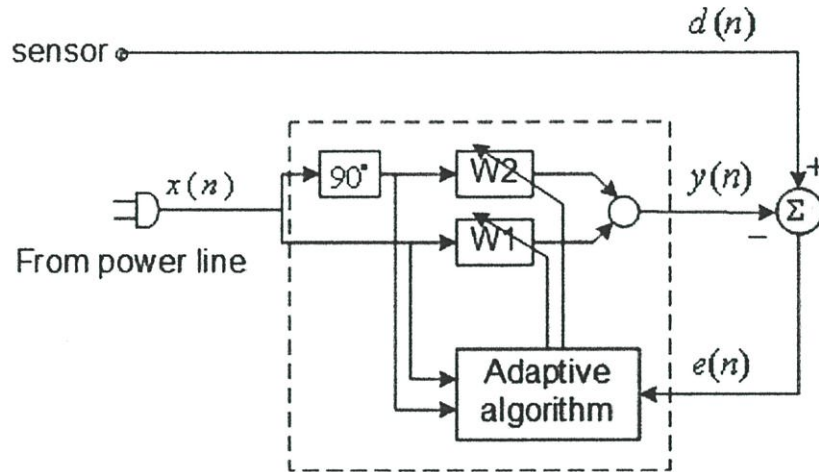 d(n)
sensor
+
90°
W2
x(n)
y(n)
Σ
−
W1
From power line
Adaptive
algorithm
e(n)